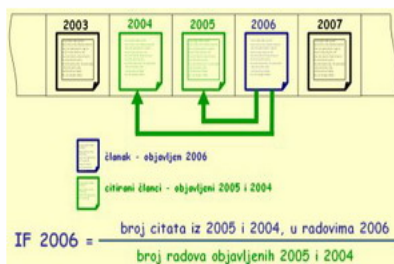 2003 2004 2005 2006 2007
članak - objavljen 2006
citirani članci - objavljeni 2005 i 2004
IF 2006 =
broj citata iz 2005 i 2004, u radovima 2006
broj radova objavljenih 2005 i 2004